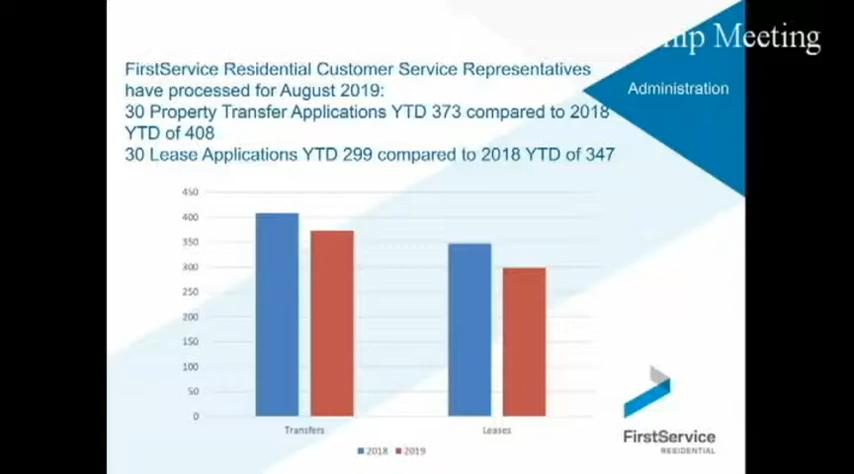 Meeting
Administration
FirstService Residential Customer Service Representatives
have processed for August 2019:
30 Property Transfer Applications YTD 373 compared to 2018
YTD of 408
30 Lease Applications YTD 299 compared to 2018 YTD of 347
450
400
350
300
250
200
150
100
50
0
Transfers
Leases
2018 2019
FirstService
RESIDENTIAL